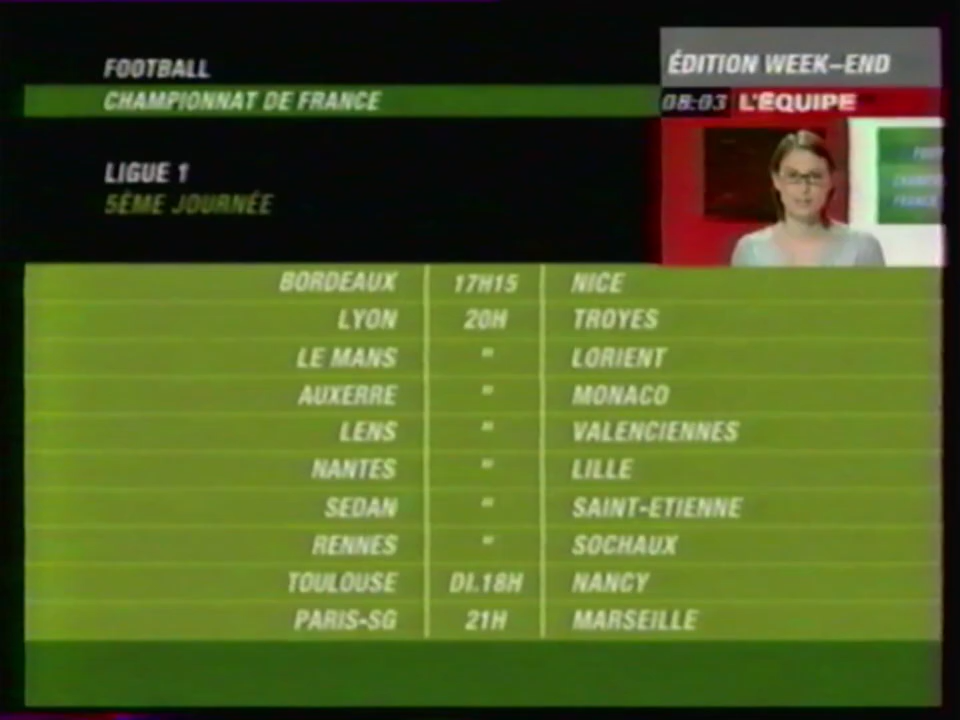 FOOTBALL
CHAMPIONNAT DE FRANCE
ÉDITION WEEK-END
08:03 L'ÉQUIPE
LIGUE 1
5ÈME JOURNÉE
BORDEAUX 17H15 NICE
LYON 20H TROYES
LE MANS " LORIENT
AUXERRE " MONACO
LENS " VALENCIENNES
NANTES " LILLE
SEDAN " SAINT-ETIENNE
RENNES " SOCHAUX
TOULOUSE DI.18H NANCY
PARIS-SG 21H MARSEILLE